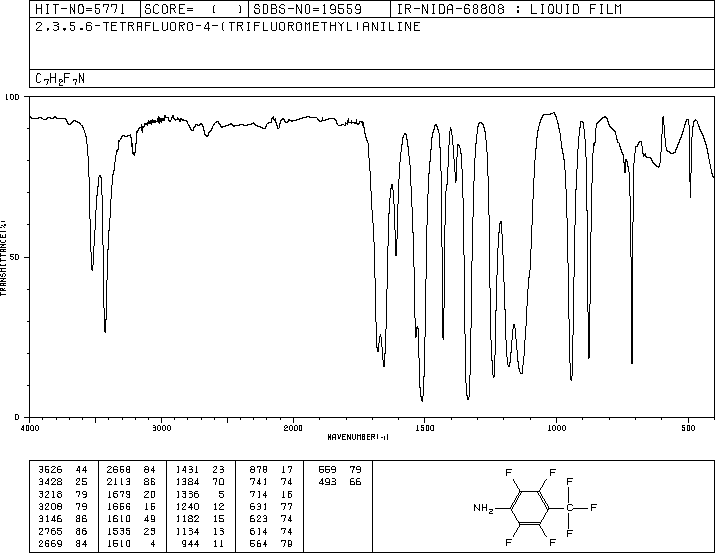 HIT-NO=5771 SCORE= ( ) SDBS-NO=19559 IR-NIDA-68808 : LIQUID FILM
2,3,5,6-TETRAFLUORO-4-(TRIFLUOROMETHYL)ANILINE
C7H2F7N
100
50
0
TRANSMITTANCE(%)
4000 3000 2000 1500 1000 500
WAVENUMBER(-1)
3526 44 2668 84 1431 23 878 17 559 79
3428 25 2113 86 1384 70 741 74 493 66
3218 79 1679 20 1336 5 714 16
3208 79 1656 16 1240 12 631 77
3146 86 1610 49 1182 15 623 74
2765 86 1535 25 1134 13 614 74
2669 84 1510 4 944 11 564 79
F F F
NH2 C F
F F F